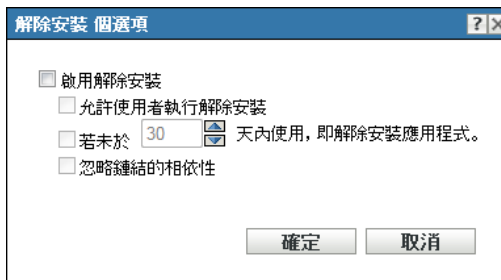 解除安裝 個選項
啟用解除安裝
允許使用者執行解除安裝
若未於 30 天內使用，即解除安裝應用程式。
忽略鏈結的相依性
確定 取消